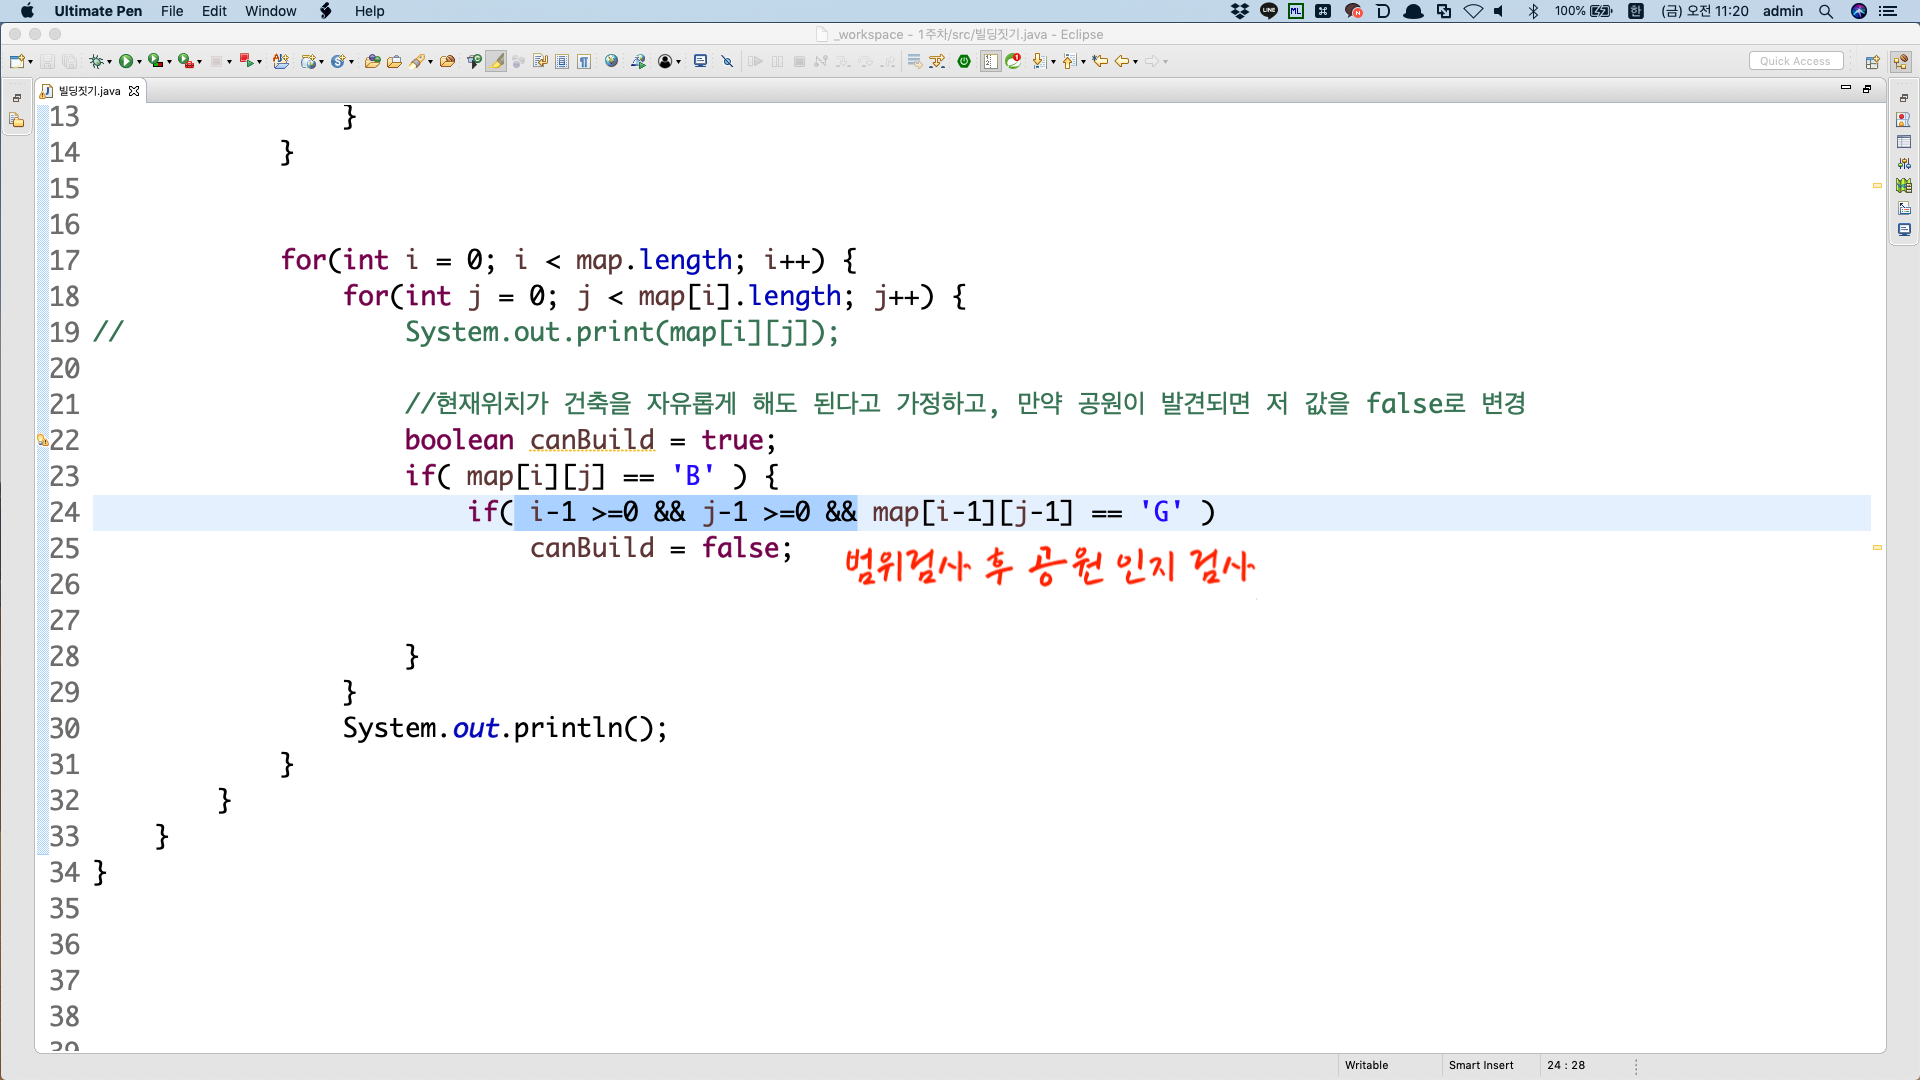 Ultimate Pen File Edit Window Help 100% 한 (금) 오전 11:20 admin
_workspace - 1주차/src/빌딩짓기.java - Eclipse
Quick Access
빌딩짓기.java
13 }
14 }
15
16
17 for(int i = 0; i < map.length; i++) {
18 for(int j = 0; j < map[i].length; j++) {
19 // System.out.print(map[i][j]);
20
21 //현재위치가 건축을 자유롭게 해도 된다고 가정하고, 만약 공원이 발견되면 저 값을 false로 변경
22 boolean canBuild = true;
23 if( map[i][j] == 'B' ) {
24 if( i-1 >=0 && j-1 >=0 && map[i-1][j-1] == 'G' )
25 canBuild = false;
범위검사 후 공원 인지 검사
26
27
28 }
29 }
30 System.out.println();
31 }
32 }
33 }
34 }
35
36
37
38
39
Writable Smart Insert 24 : 28